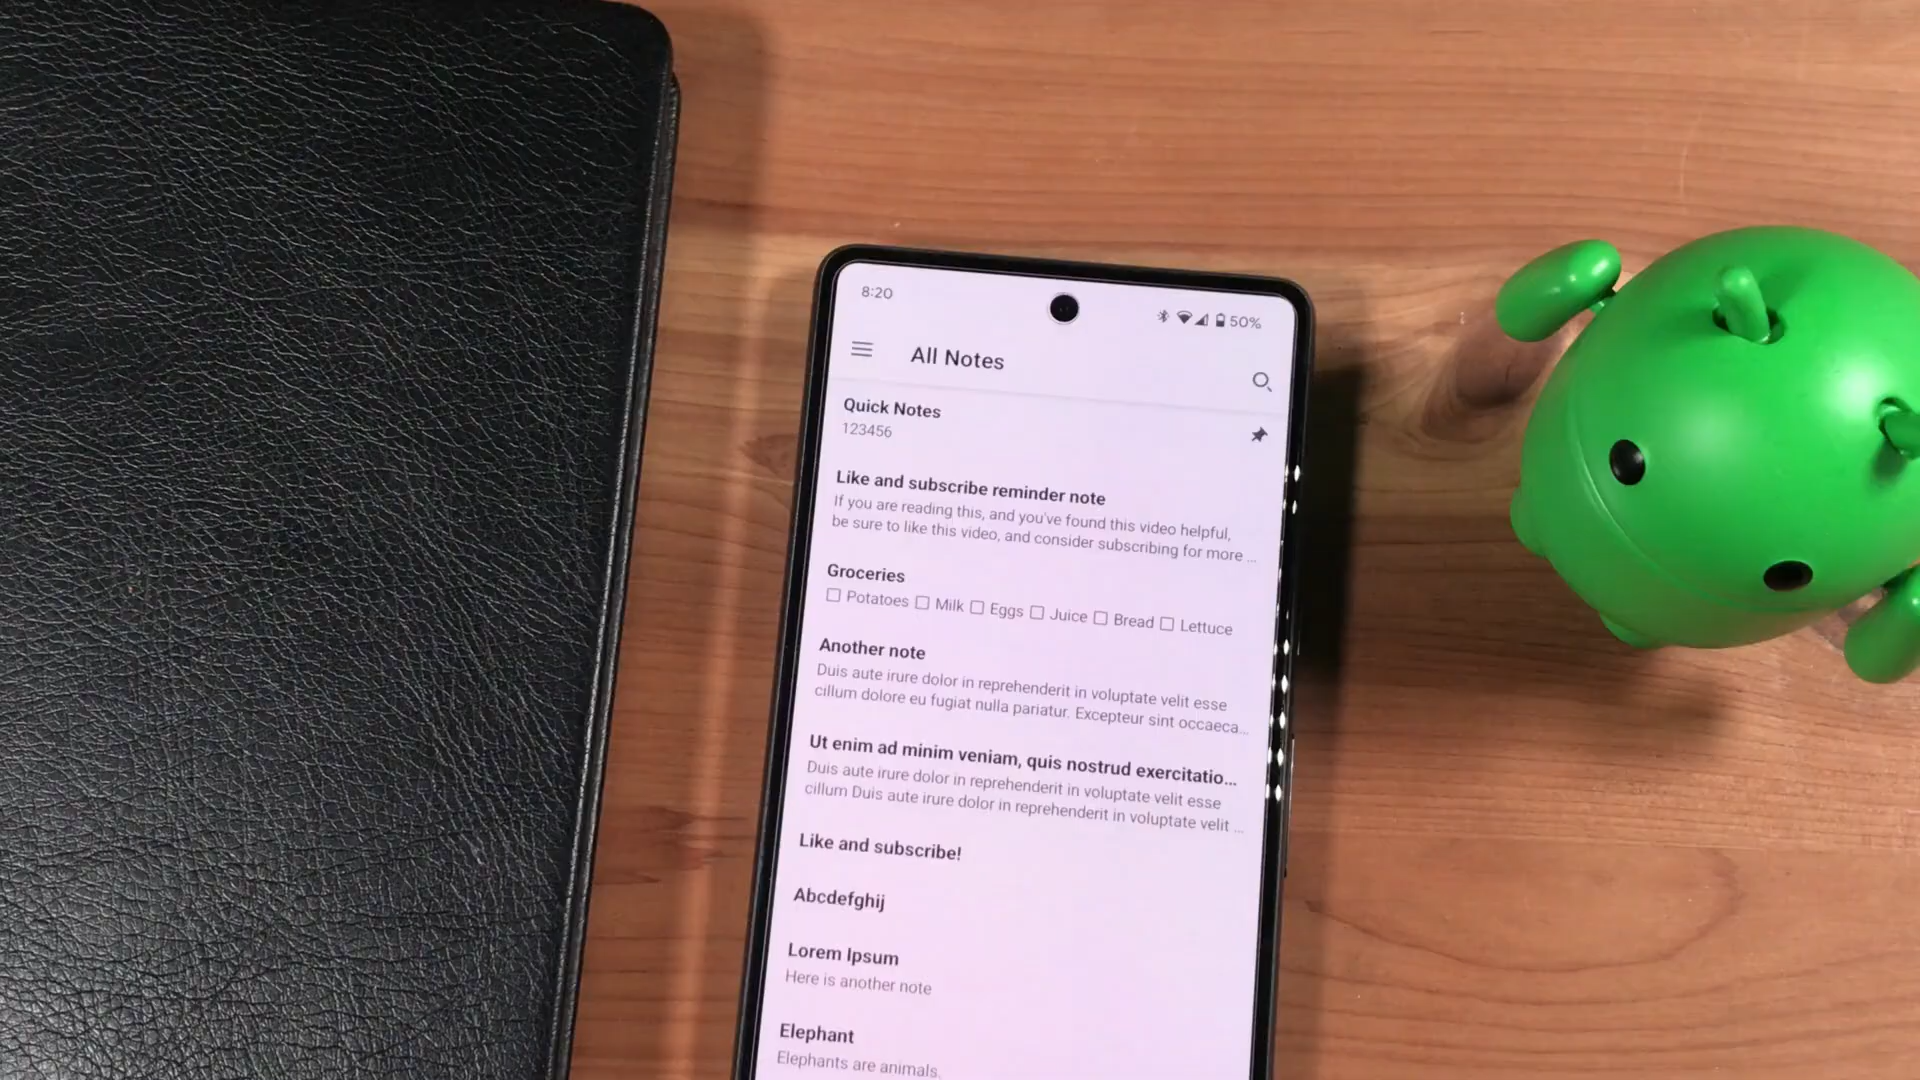 8:20
50%
All Notes
Quick Notes
123456
Like and subscribe reminder note
If you are reading this, and you've found this video helpful,
be sure to like this video, and consider subscribing for more ...
Groceries
☐ Potatoes ☐ Milk ☐ Eggs ☐ Juice ☐ Bread ☐ Lettuce
Another note
Duis aute irure dolor in reprehenderit in voluptate velit esse
cillum dolore eu fugiat nulla pariatur. Excepteur sint occaeca...
Ut enim ad minim veniam, quis nostrud exercitatio...
Duis aute irure dolor in reprehenderit in voluptate velit esse
cillum Duis aute irure dolor in reprehenderit in voluptate velit ...
Like and subscribe!
Abcdefghij
Lorem Ipsum
Here is another note
Elephant
Elephants are animals.